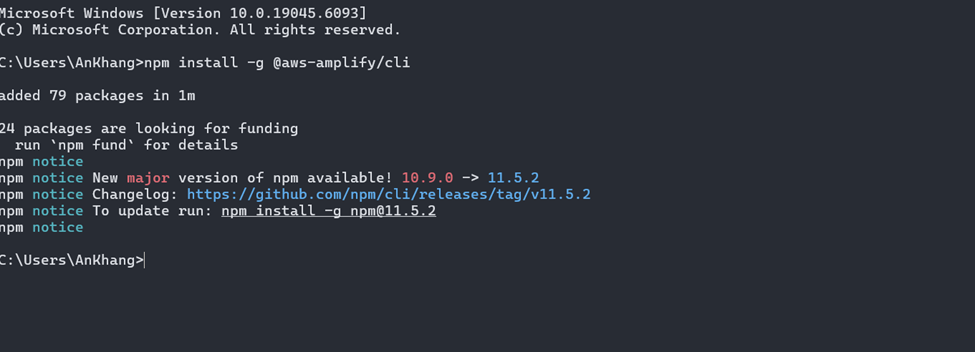 Microsoft Windows [Version 10.0.19045.6093]
(c) Microsoft Corporation. All rights reserved.
C:\Users\AnKhang>npm install -g @aws-amplify/cli
added 79 packages in 1m
24 packages are looking for funding
run `npm fund` for details
npm notice
npm notice New major version of npm available! 10.9.0 -> 11.5.2
npm notice Changelog: https://github.com/npm/cli/releases/tag/v11.5.2
npm notice To update run: npm install -g npm@11.5.2
npm notice
C:\Users\AnKhang>